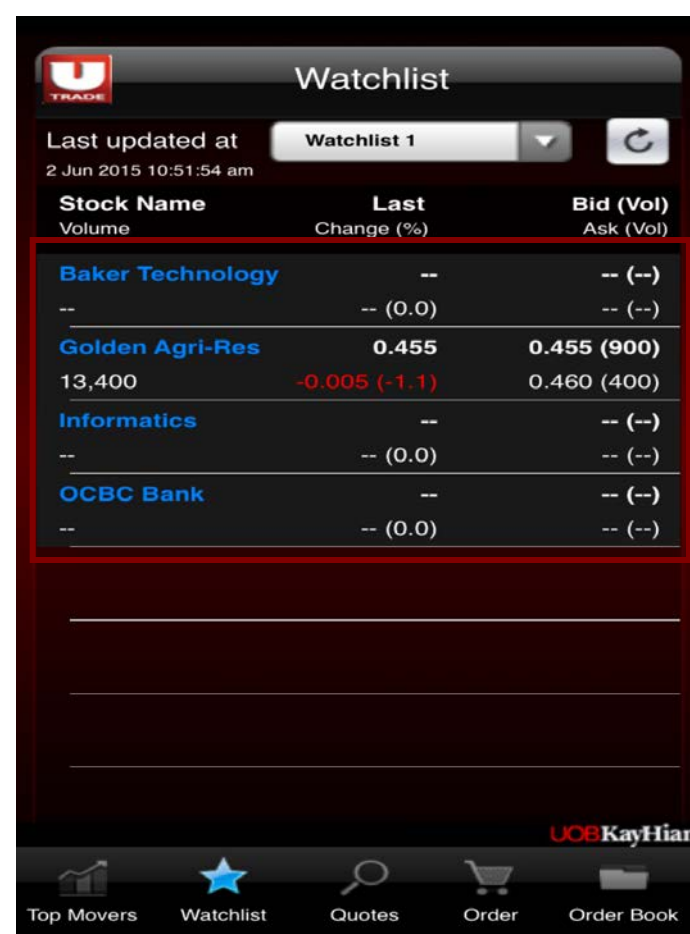 U
TRADE
Watchlist
Last updated at
Watchlist 1
2 Jun 2015 10:51:54 am
Stock Name Last Bid (Vol)
Volume Change (%) Ask (Vol)
Baker Technology -- -- (--)
-- -- (0.0) -- (--)
Golden Agri-Res 0.455 0.455 (900)
13,400 -0.005 (-1.1) 0.460 (400)
Informatics -- -- (--)
-- -- (0.0) -- (--)
OCBC Bank -- -- (--)
-- -- (0.0) -- (--)
UOBKayHian
Top Movers Watchlist Quotes Order Order Book